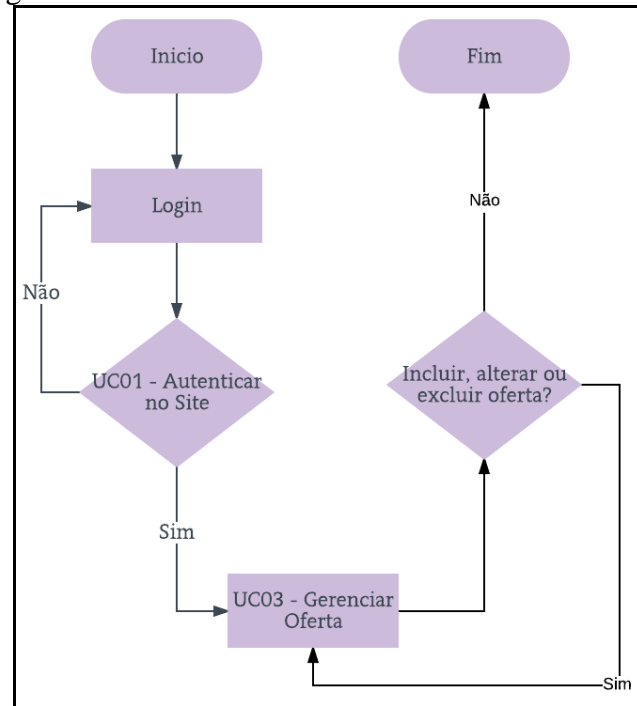 Inicio
Fim
Login
Não
Não
UC01 - Autenticar
no Site
Incluir, alterar ou
excluir oferta?
Sim
UC03 - Gerenciar
Oferta
Sim